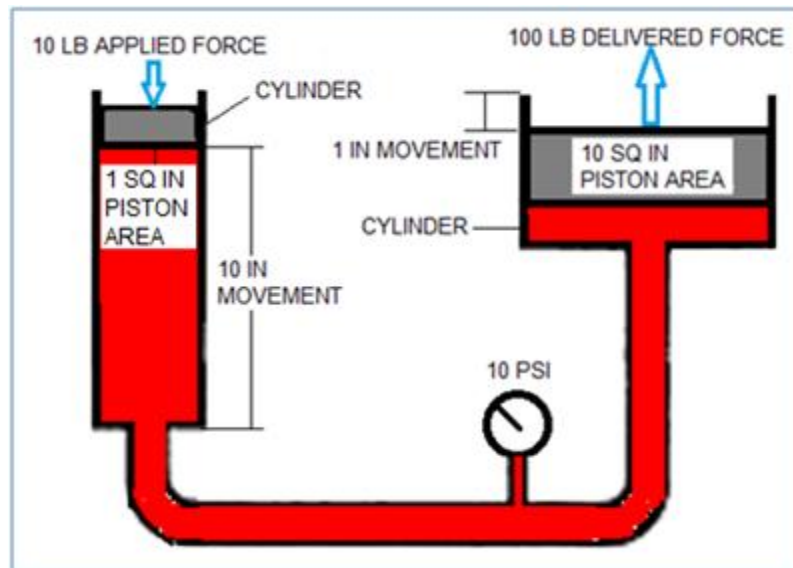 10 LB APPLIED FORCE
100 LB DELIVERED FORCE
CYLINDER
1 IN MOVEMENT
10 SQ IN
PISTON AREA
1 SQ IN
PISTON
AREA
CYLINDER
10 IN
MOVEMENT
10 PSI